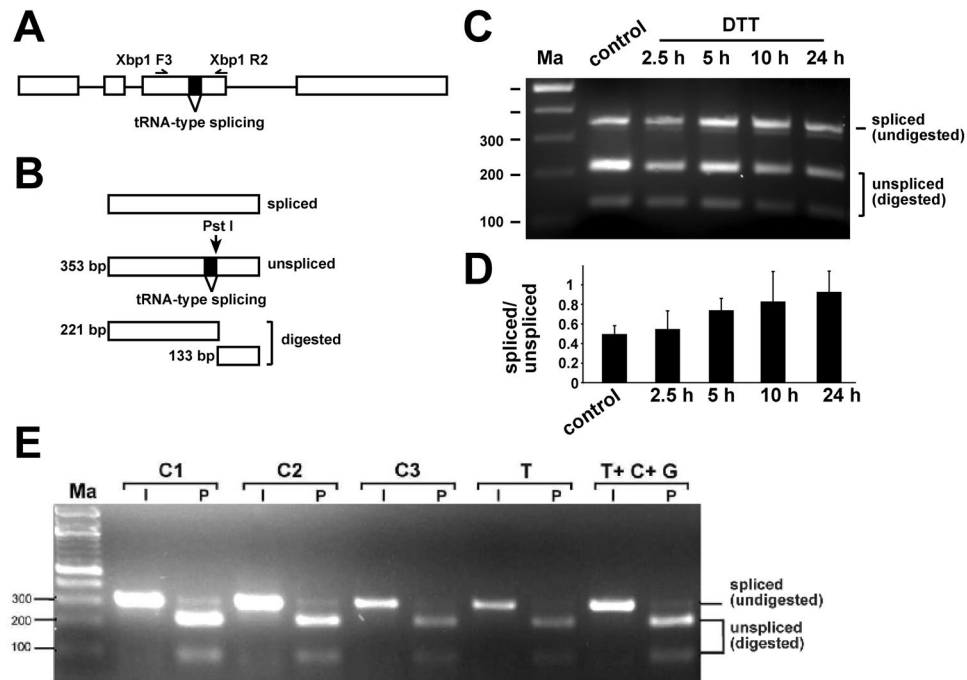 A
Xbp1 F3
Xbp1 R2
tRNA-type splicing
B
spliced
Pst I
353 bp
unspliced
tRNA-type splicing
221 bp
133 bp
digested
C
DTT
Ma
control
2.5 h
5 h
10 h
24 h
300
200
100
spliced
(undigested)
unspliced
(digested)
D
spliced/
unspliced
1
0.8
0.6
0.4
0.2
0
control
2.5 h
5 h
10 h
24 h
E
C1
C2
C3
T
T+ C+ G
Ma
I
P
I
P
I
P
I
P
I
P
300
200
100
spliced
(undigested)
unspliced
(digested)